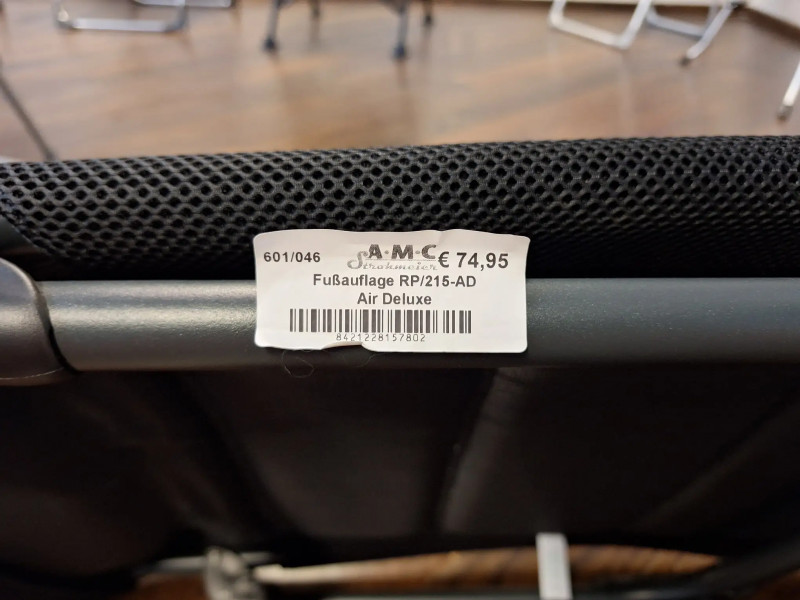 601/046 A·M·C € 74,95
Strohmeier
Fußauflage RP/215-AD
Air Deluxe
8421228157802